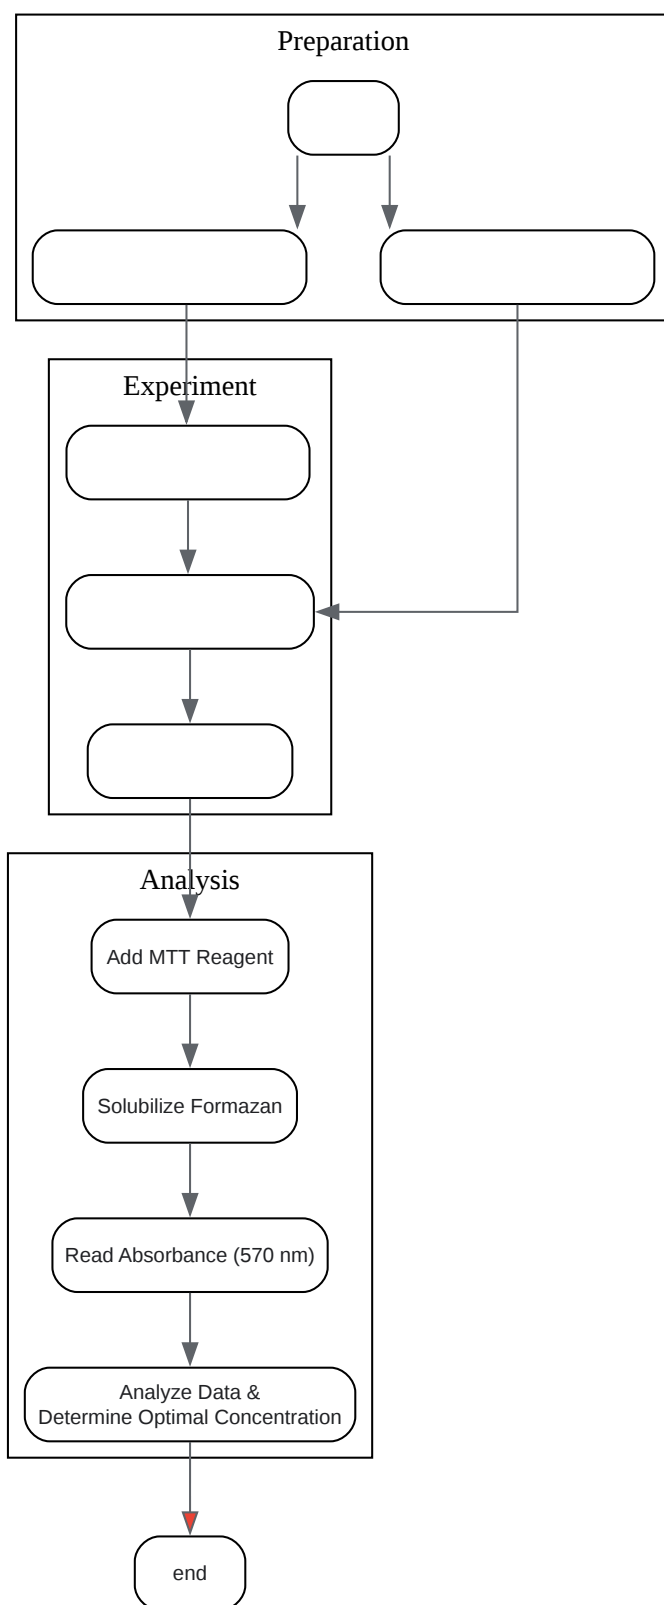 Preparation
Experiment
Analysis
Add MTT Reagent
Solubilize Formazan
Read Absorbance (570 nm)
Analyze Data &
Determine Optimal Concentration
end